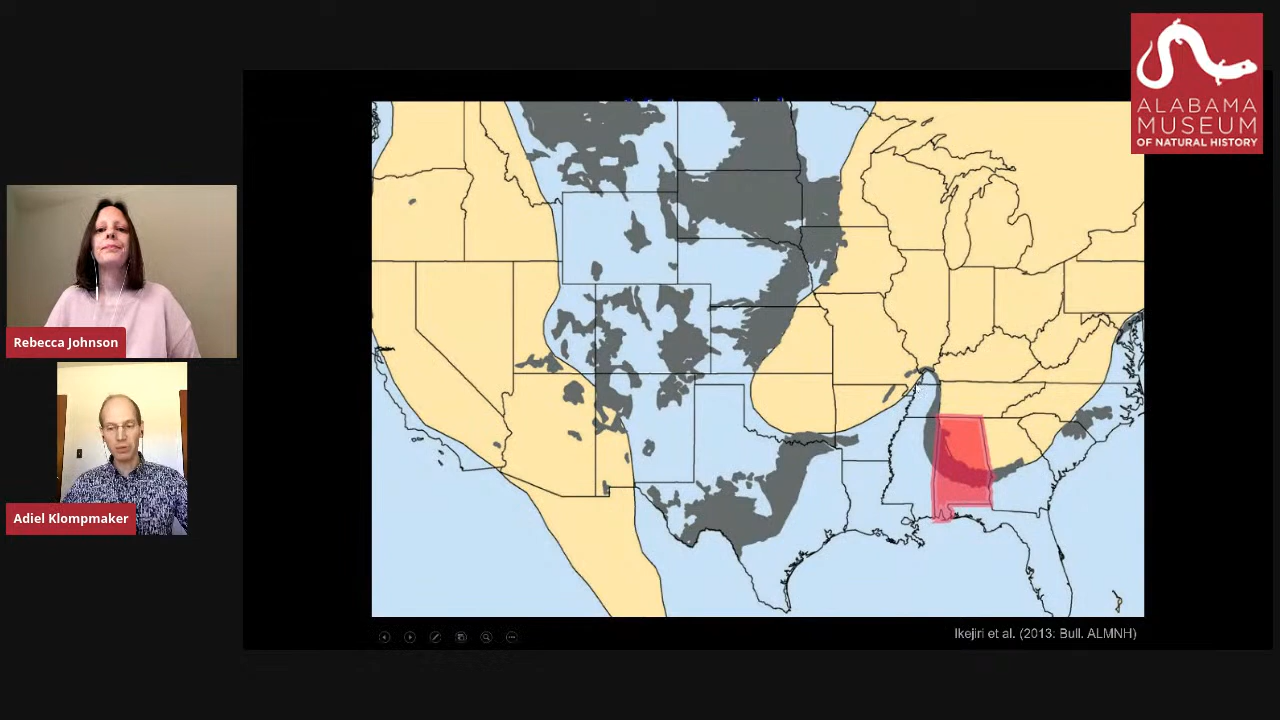 ALABAMA
MUSEUM
OF NATURAL HISTORY
Rebecca Johnson
Adiel Klompmaker
Ikejiri et al. (2013: Bull. ALMNH)